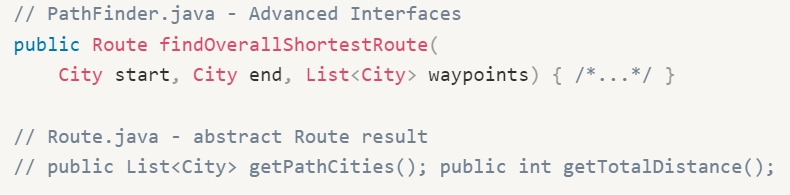 // PathFinder.java - Advanced Interfaces
public Route findOverallShortestRoute(
    City start, City end, List<City> waypoints) { /*...*/ }

// Route.java - abstract Route result
// public List<City> getPathCities(); public int getTotalDistance();